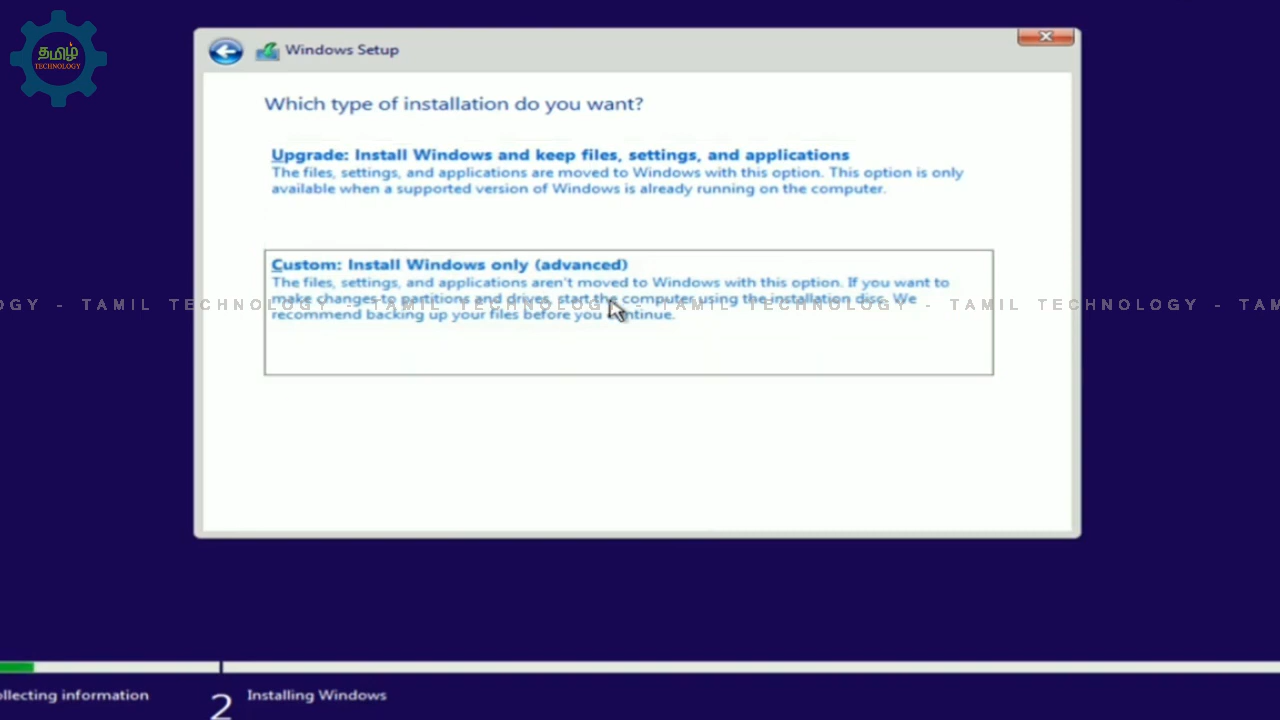 தமிழ்
TECHNOLOGY
Windows Setup
Which type of installation do you want?
Upgrade: Install Windows and keep files, settings, and applications
The files, settings, and applications are moved to Windows with this option. This option is only
available when a supported version of Windows is already running on the computer.
Custom: Install Windows only (advanced)
The files, settings, and applications aren't moved to Windows with this option. If you want to
make changes to partitions and drives, start the computer using the installation disc. We
recommend backing up your files before you continue.
OGY - TAMIL TECHNOLOGY - TAMIL TECHNOLOGY - TAMIL TECHNOLOGY - TAMIL TECHNOLOGY - TAM
ollecting information
2 Installing Windows